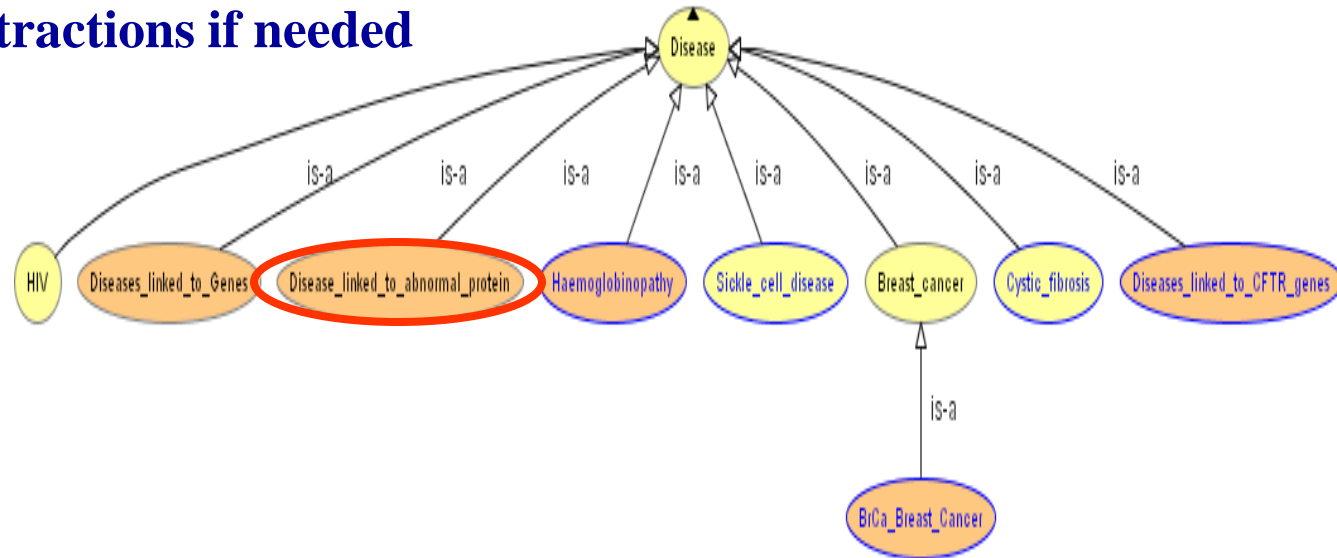 tractions if needed
Disease
is-a is-a is-a is-a is-a is-a is-a is-a
HIV Diseases_linked_to_Genes Disease_linked_to_abnormal_protein Haemoglobinopathy Sickle_cell_disease Breast_cancer Cystic_fibrosis Diseases_linked_to_CFTR_genes
is-a
BrCa_Breast_Cancer